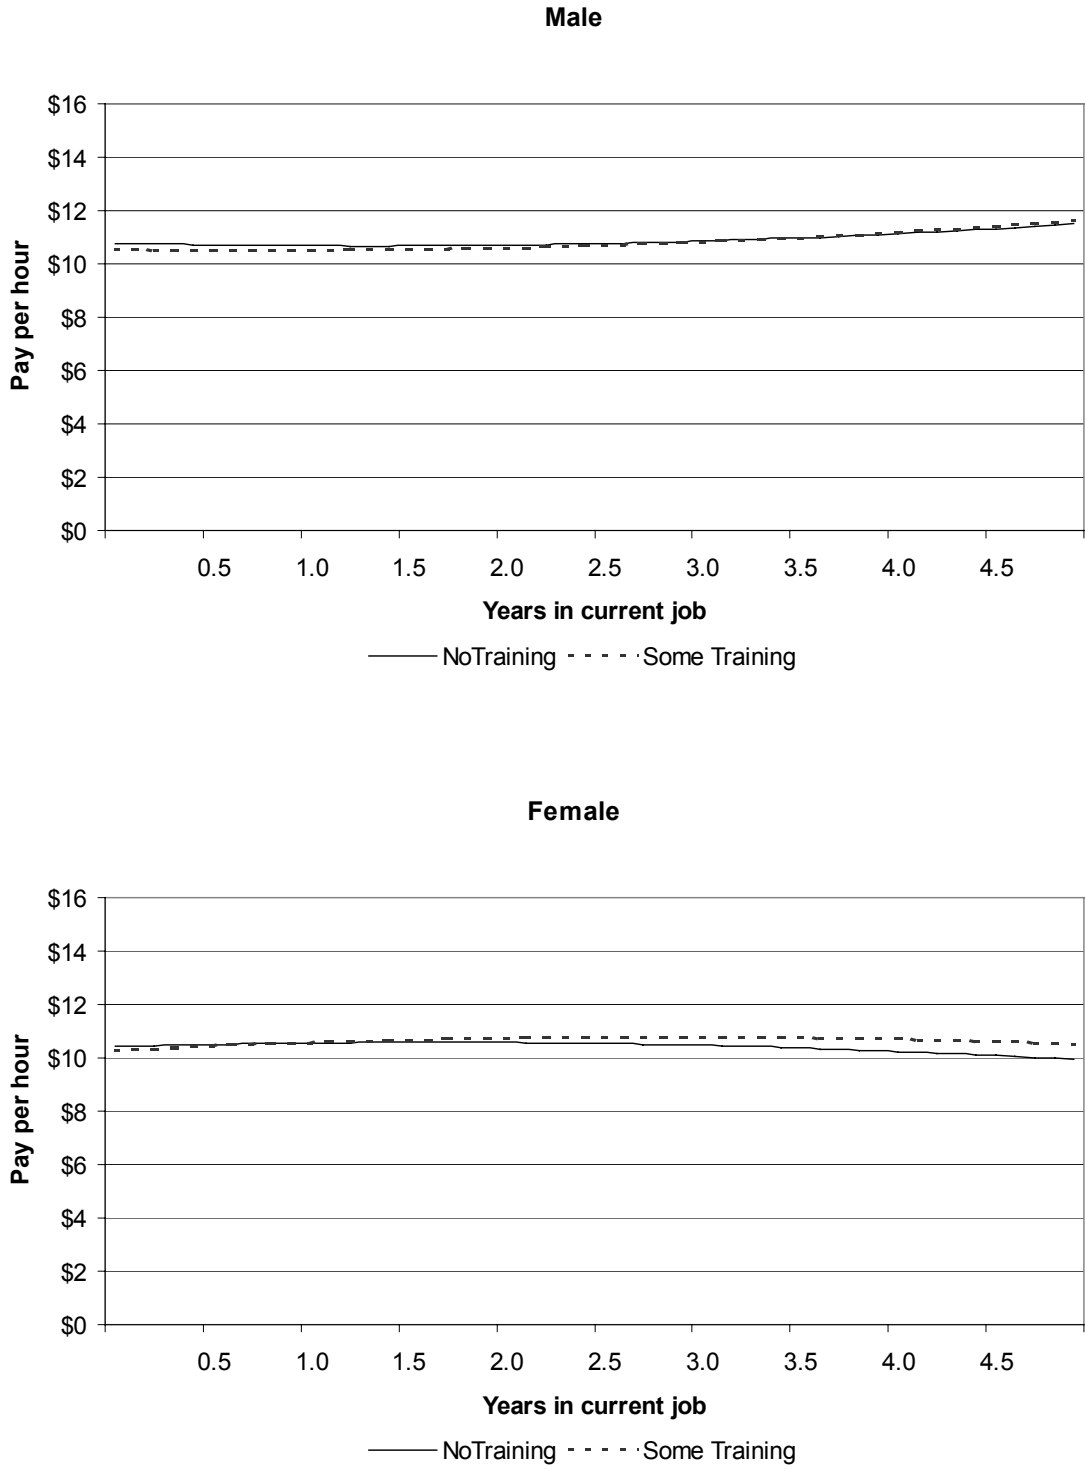 Male
$16
$14
$12
$10
$8
$6
$4
$2
$0
Pay per hour
0.5 1.0 1.5 2.0 2.5 3.0 3.5 4.0 4.5
Years in current job
NoTraining Some Training
Female
$16
$14
$12
$10
$8
$6
$4
$2
$0
Pay per hour
0.5 1.0 1.5 2.0 2.5 3.0 3.5 4.0 4.5
Years in current job
NoTraining Some Training